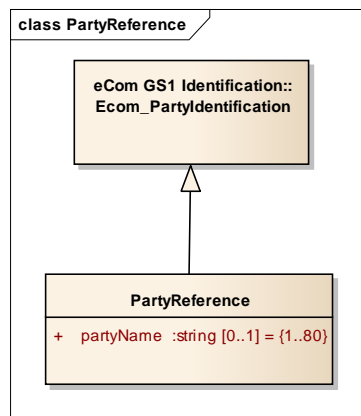 class PartyReference
eCom GS1 Identification::
Ecom_PartyIdentification
PartyReference
+ partyName :string [0..1] = {1..80}